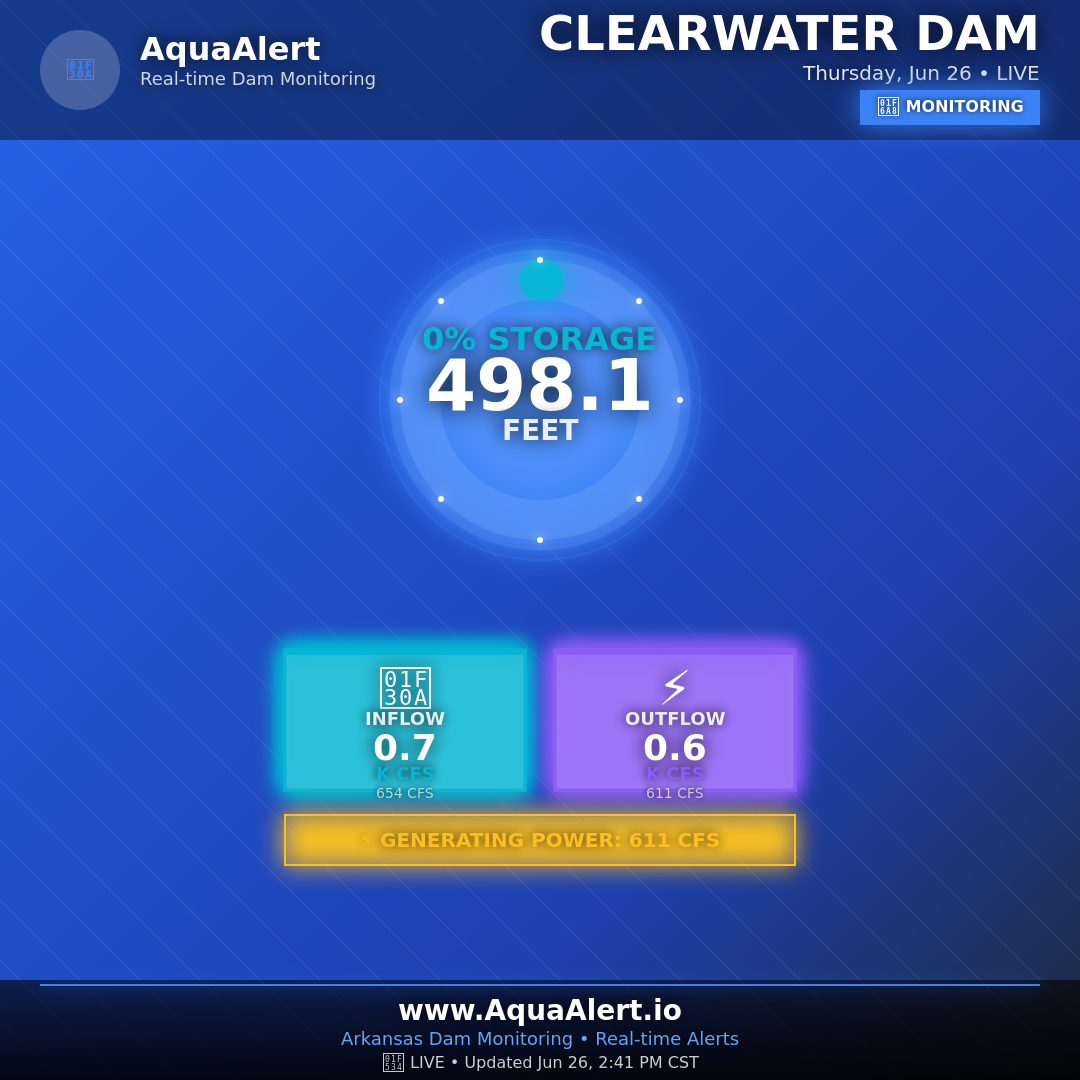 AquaAlert
Real-time Dam Monitoring
CLEARWATER DAM
Thursday, Jun 26 • LIVE
MONITORING
0% STORAGE
498.1
FEET
INFLOW
0.7
K CFS
654 CFS
⚡
OUTFLOW
0.6
K CFS
611 CFS
⚡ GENERATING POWER: 611 CFS
www.AquaAlert.io
Arkansas Dam Monitoring • Real-time Alerts
LIVE • Updated Jun 26, 2:41 PM CST